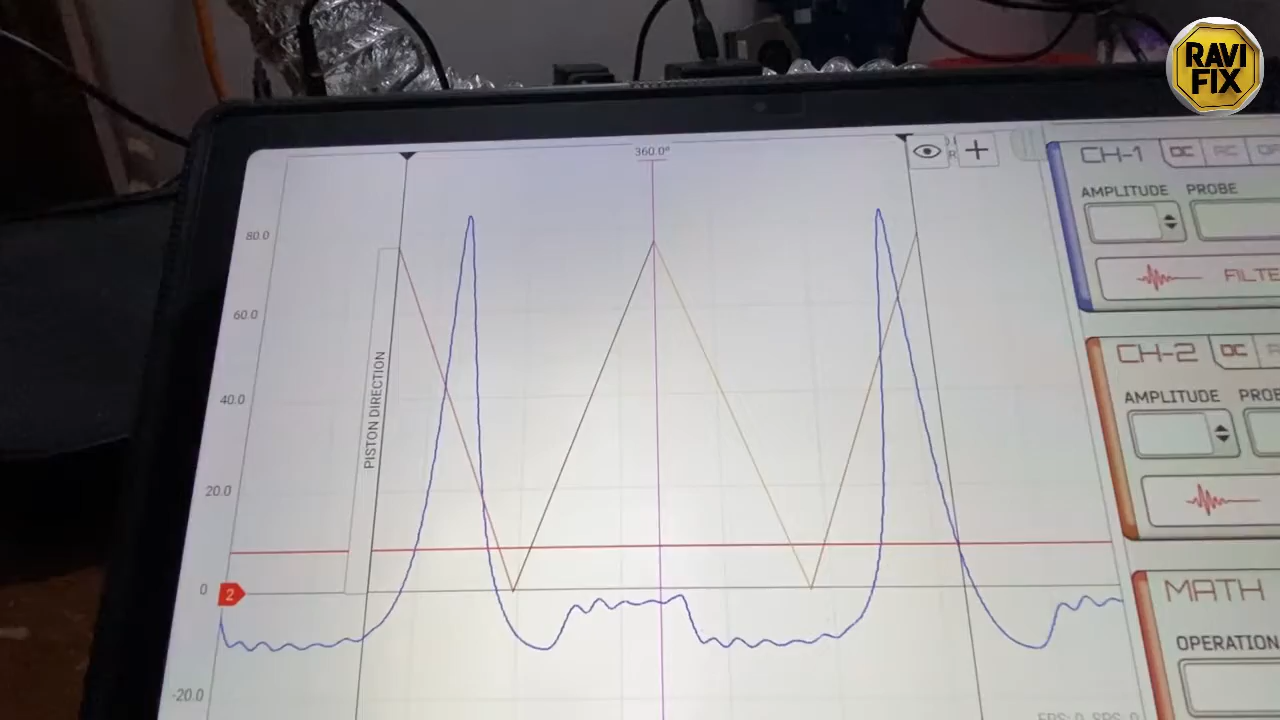 RAVI
FIX
360.0°
80.0
60.0
40.0
20.0
0
-20.0
2
PISTON DIRECTION
CH-1
DC
AMPLITUDE PROBE
CH-2
DC
AMPLITUDE
MATH